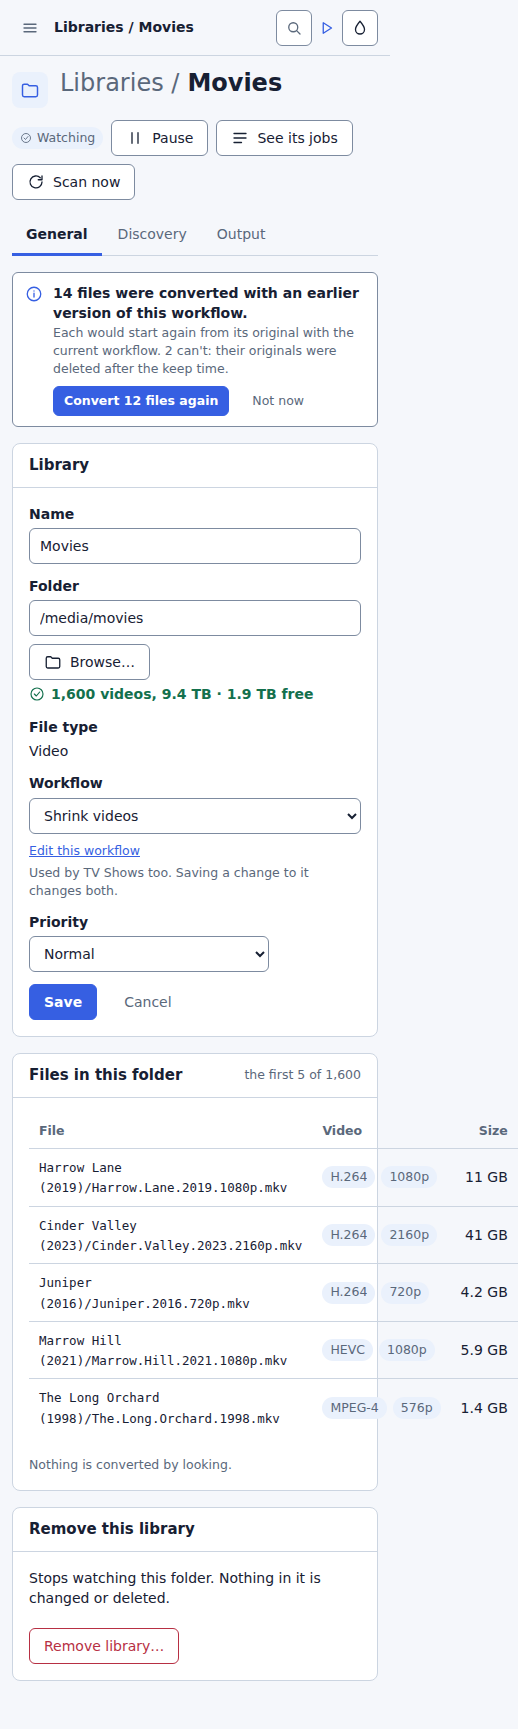 Libraries / Movies
Libraries / Movies
Watching
Pause
See its jobs
Scan now
General
Discovery
Output
14 files were converted with an earlier
version of this workflow.
Each would start again from its original with the
current workflow. 2 can't: their originals were
deleted after the keep time.
Convert 12 files again
Not now
Library
Name
Movies
Folder
/media/movies
Browse…
1,600 videos, 9.4 TB · 1.9 TB free
File type
Video
Workflow
Shrink videos
Edit this workflow
Used by TV Shows too. Saving a change to it
changes both.
Priority
Normal
Save
Cancel
Files in this folder
the first 5 of 1,600
File Video Size
Harrow Lane
(2019)/Harrow.Lane.2019.1080p.mkv
H.264 1080p 11 GB
Cinder Valley
(2023)/Cinder.Valley.2023.2160p.mkv
H.264 2160p 41 GB
Juniper
(2016)/Juniper.2016.720p.mkv
H.264 720p 4.2 GB
Marrow Hill
(2021)/Marrow.Hill.2021.1080p.mkv
HEVC 1080p 5.9 GB
The Long Orchard
(1998)/The.Long.Orchard.1998.mkv
MPEG-4 576p 1.4 GB
Nothing is converted by looking.
Remove this library
Stops watching this folder. Nothing in it is
changed or deleted.
Remove library…